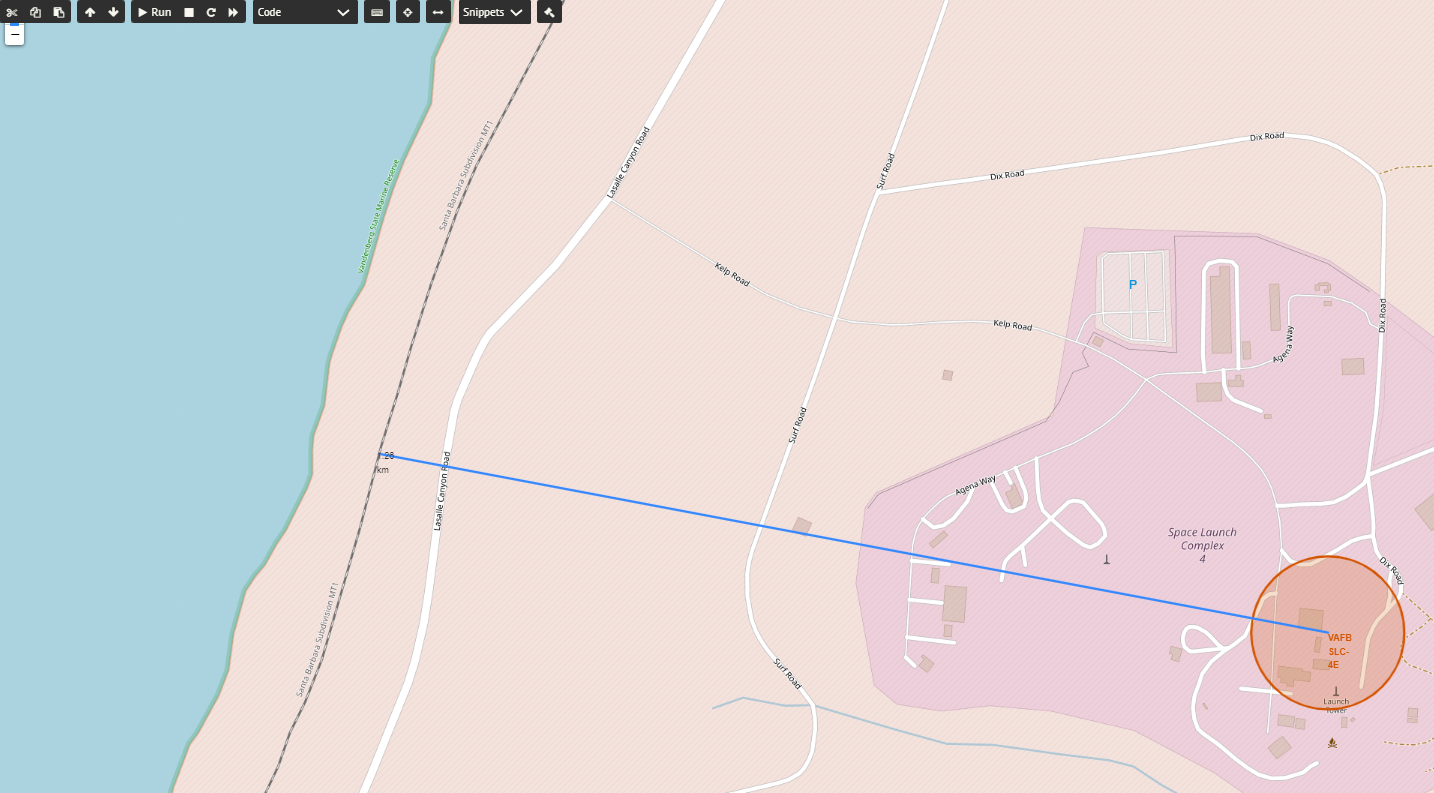 Run
Code
Snippets
−
Santa Barbara Subdivision MT1
Lasalle Canyon Road
Surf Road
Dix Road
Dix Road
Vandenberg State Marine Reserve
Kelp Road
P
Kelp Road
Dix Road
Agena Way
Surf Road
km
Lasalle Canyon Road
Agena Way
Space Launch
Complex
4
Dix Road
Santa Barbara Subdivision MT1
VAFB
SLC-
4E
Surf Road
Launch
Tower